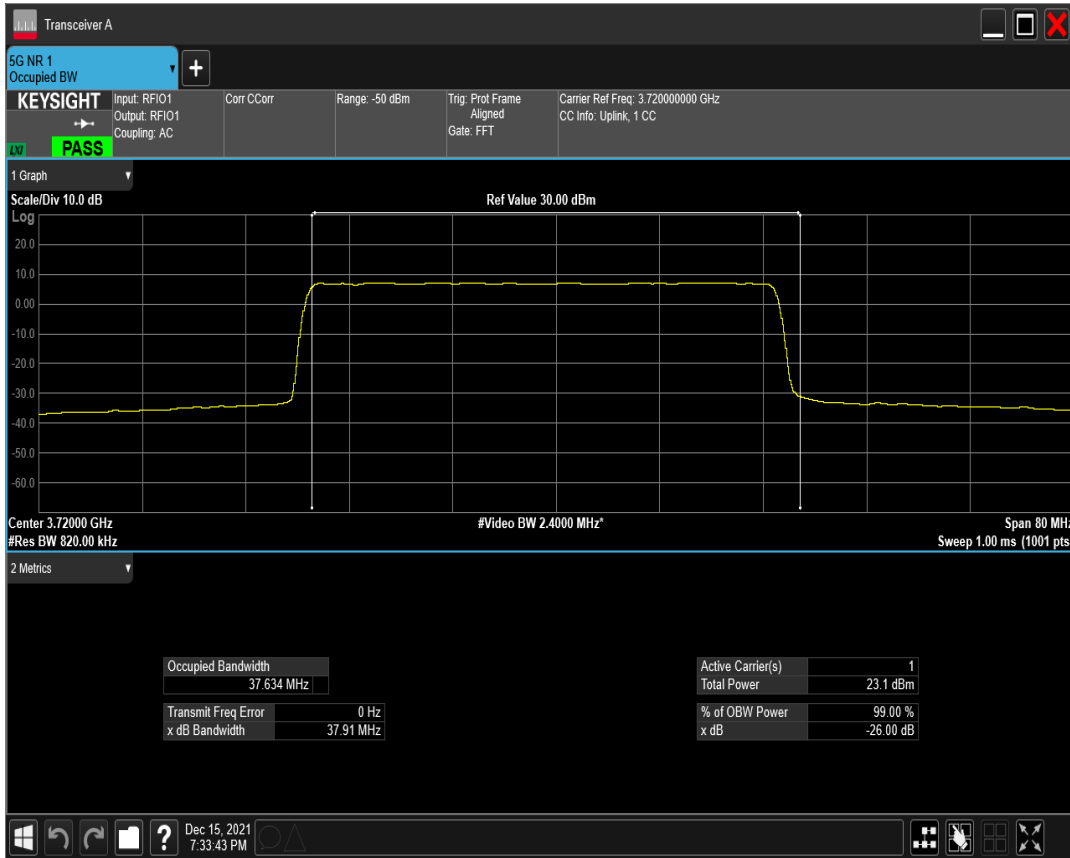 Transceiver A
5G NR 1
Occupied BW
KEYSIGHT
LXI
PASS
Input: RFIO1
Output: RFIO1
Coupling: AC
Corr CCorr
Range: -50 dBm
Trig: Prot Frame
Aligned
Gate: FFT
Carrier Ref Freq: 3.720000000 GHz
CC Info: Uplink, 1 CC
1 Graph
Scale/Div 10.0 dB
Ref Value 30.00 dBm
Log
20.0
10.0
0.00
-10.0
-20.0
-30.0
-40.0
-50.0
-60.0
Center 3.72000 GHz
#Video BW 2.4000 MHz*
Span 80 MHz
#Res BW 820.00 kHz
Sweep 1.00 ms (1001 pts
2 Metrics
Occupied Bandwidth
37.634 MHz
Transmit Freq Error 0 Hz
x dB Bandwidth 37.91 MHz
Active Carrier(s) 1
Total Power 23.1 dBm
% of OBW Power 99.00 %
x dB -26.00 dB
?
Dec 15, 2021
7:33:43 PM